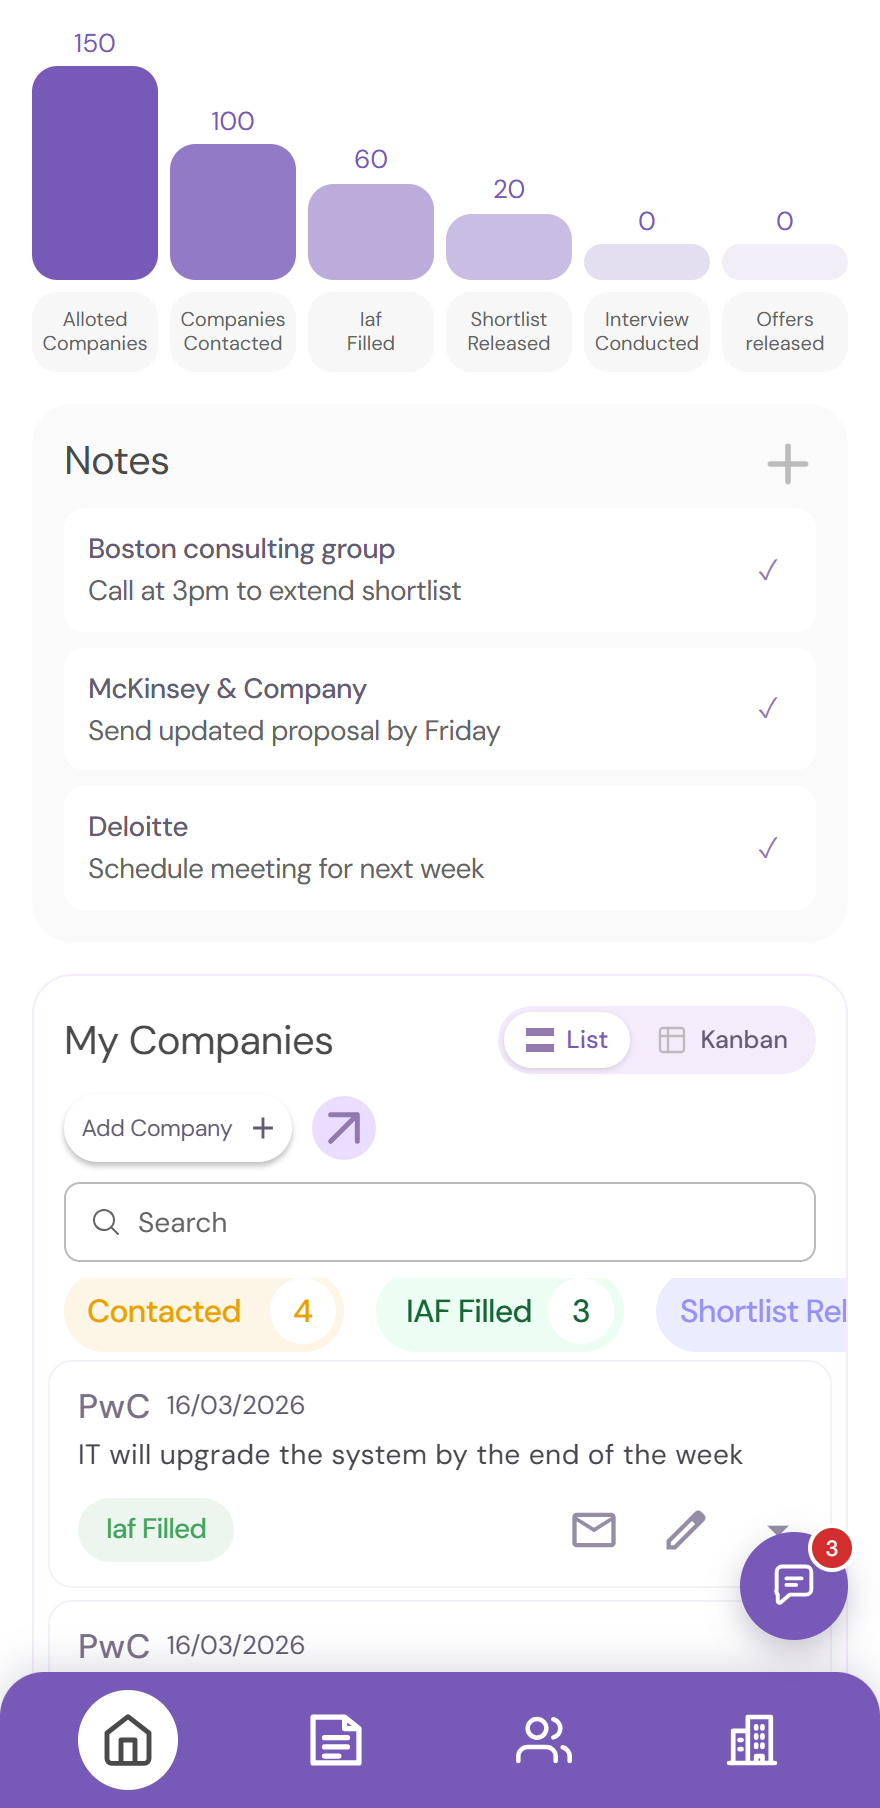 150
100
60
20
0
0
Alloted
Companies
Companies
Contacted
Iaf
Filled
Shortlist
Released
Interview
Conducted
Offers
released
Notes
Boston consulting group
Call at 3pm to extend shortlist
✓
McKinsey & Company
Send updated proposal by Friday
✓
Deloitte
Schedule meeting for next week
✓
My Companies
List
Kanban
Add Company +
Search
Contacted 4
IAF Filled 3
Shortlist Rel
PwC 16/03/2026
IT will upgrade the system by the end of the week
Iaf Filled
3
PwC 16/03/2026